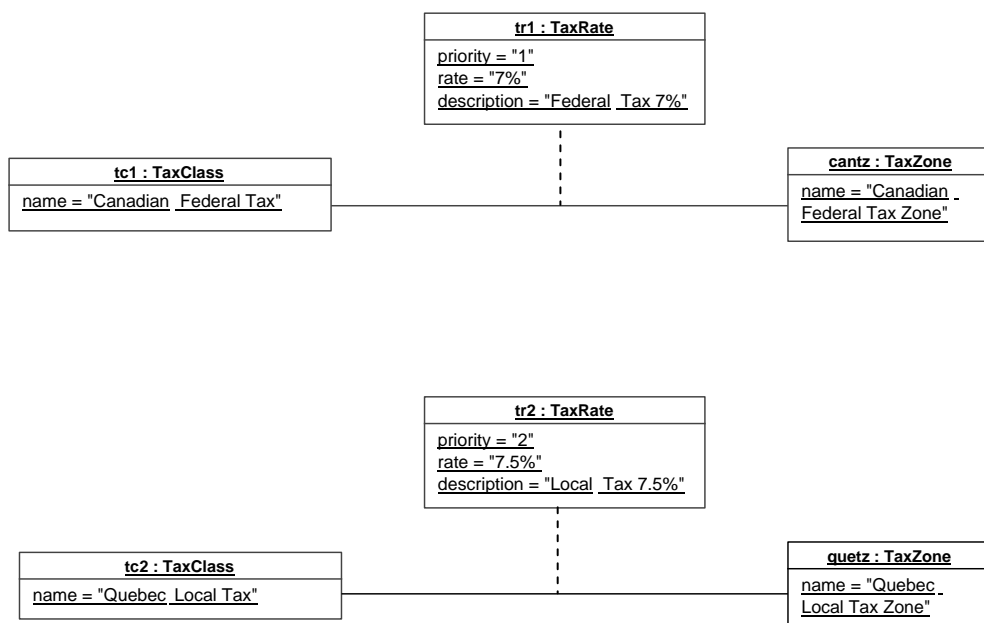 tr1 : TaxRate
priority = "1"
rate = "7%"
description = "Federal Tax 7%"
tc1 : TaxClass
name = "Canadian Federal Tax"
cantz : TaxZone
name = "Canadian
Federal Tax Zone"
tr2 : TaxRate
priority = "2"
rate = "7.5%"
description = "Local Tax 7.5%"
tc2 : TaxClass
name = "Quebec Local Tax"
quetz : TaxZone
name = "Quebec
Local Tax Zone"